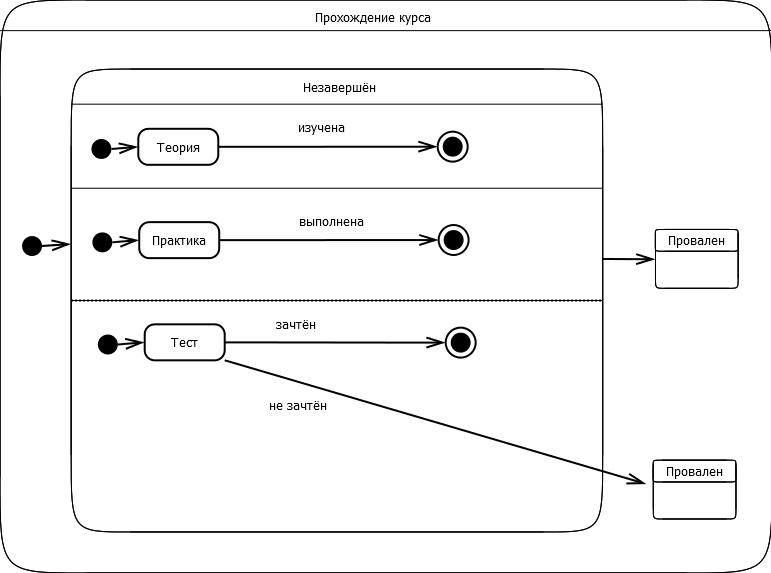 Прохождение курса
Незавершён
изучена
Теория
выполнена
Практика
Провален
зачтён
Тест
не зачтён
Провален